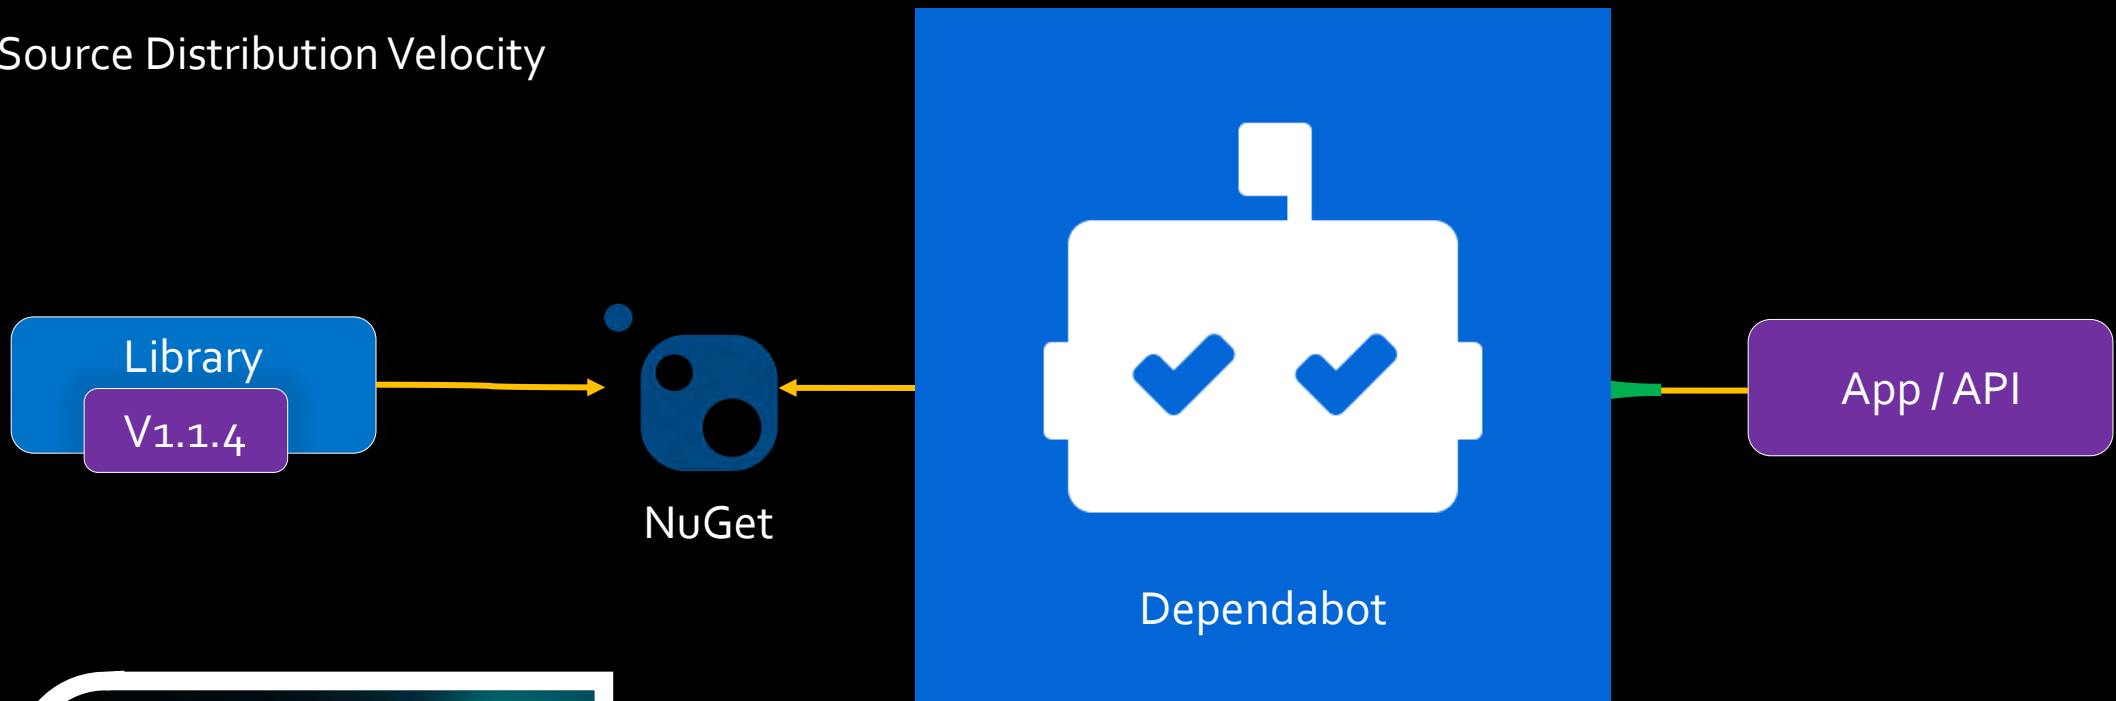 Source Distribution Velocity
Library
V1.1.4
NuGet
Dependabot
App / API